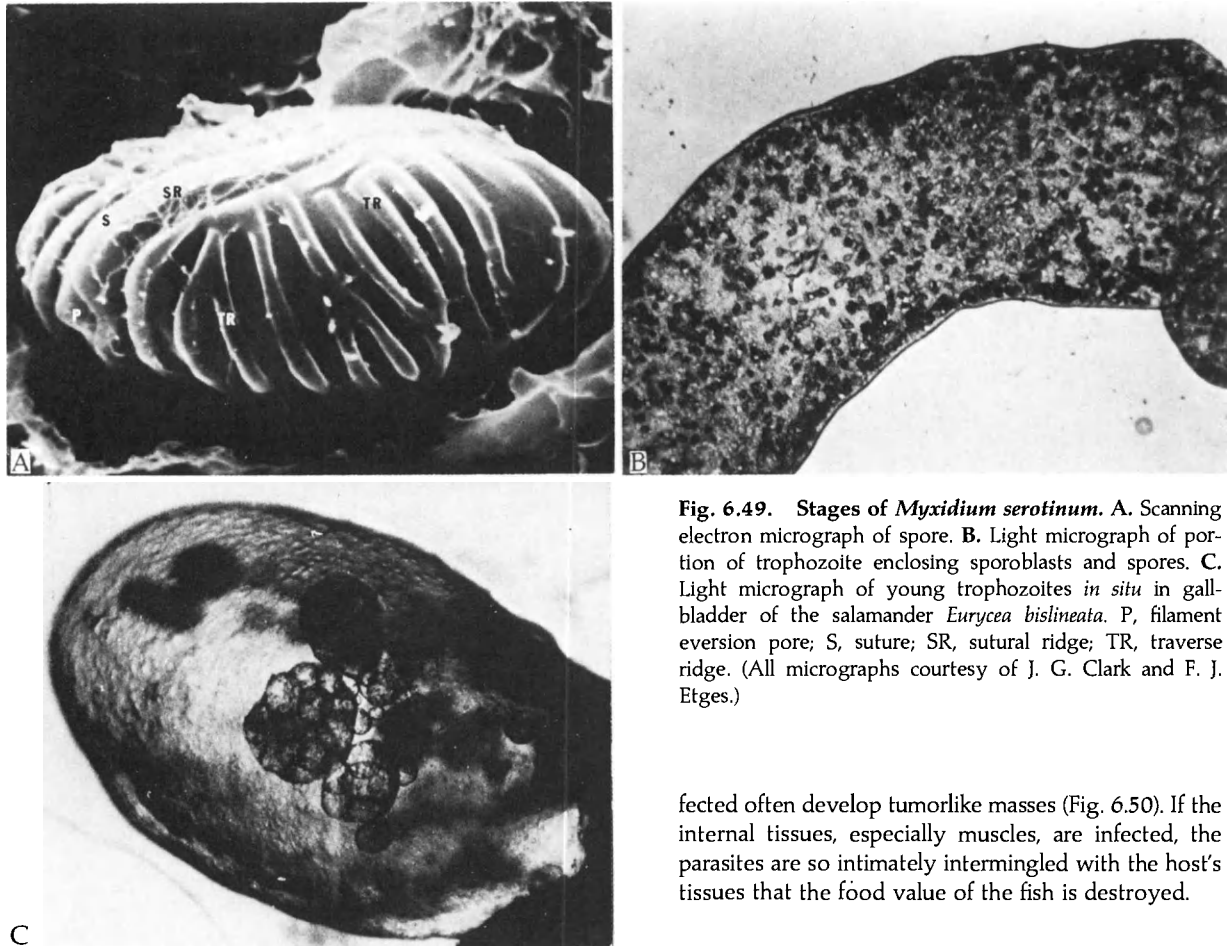 SR
S
TR
P
TR
A
B
C
Fig. 6.49. Stages of Myxidium serotinum. A. Scanning
electron micrograph of spore. B. Light micrograph of por-
tion of trophozoite enclosing sporoblasts and spores. C.
Light micrograph of young trophozoites in situ in gall-
bladder of the salamander Eurycea bislineata. P, filament
eversion pore; S, suture; SR, sutural ridge; TR, traverse
ridge. (All micrographs courtesy of J. G. Clark and F. J.
Etges.)
fected often develop tumorlike masses (Fig. 6.50). If the
internal tissues, especially muscles, are infected, the
parasites are so intimately intermingled with the host's
tissues that the food value of the fish is destroyed.